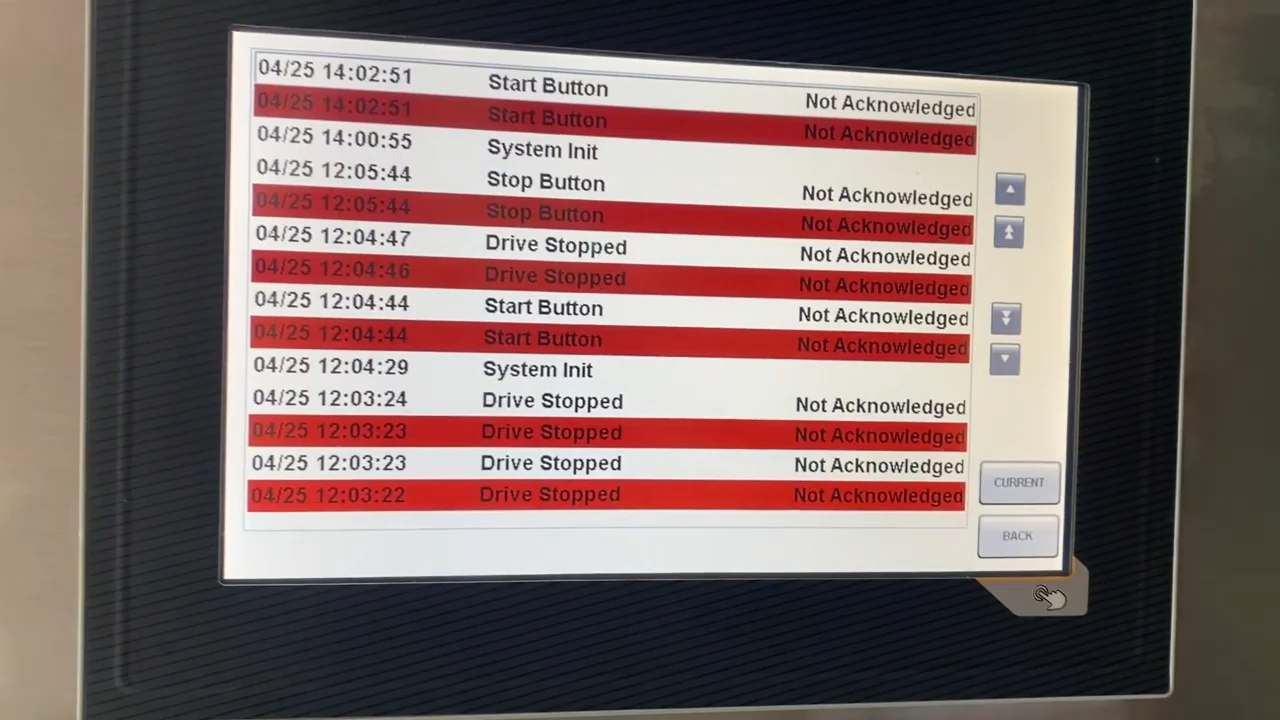 04/25 14:02:51 Start Button Not Acknowledged
04/25 14:02:51 Start Button Not Acknowledged
04/25 14:00:55 System Init
04/25 12:05:44 Stop Button Not Acknowledged
04/25 12:05:44 Stop Button Not Acknowledged
04/25 12:04:47 Drive Stopped Not Acknowledged
04/25 12:04:46 Drive Stopped Not Acknowledged
04/25 12:04:44 Start Button Not Acknowledged
04/25 12:04:44 Start Button Not Acknowledged
04/25 12:04:29 System Init
04/25 12:03:24 Drive Stopped Not Acknowledged
04/25 12:03:23 Drive Stopped Not Acknowledged
04/25 12:03:23 Drive Stopped Not Acknowledged
04/25 12:03:22 Drive Stopped Not Acknowledged
CURRENT
BACK